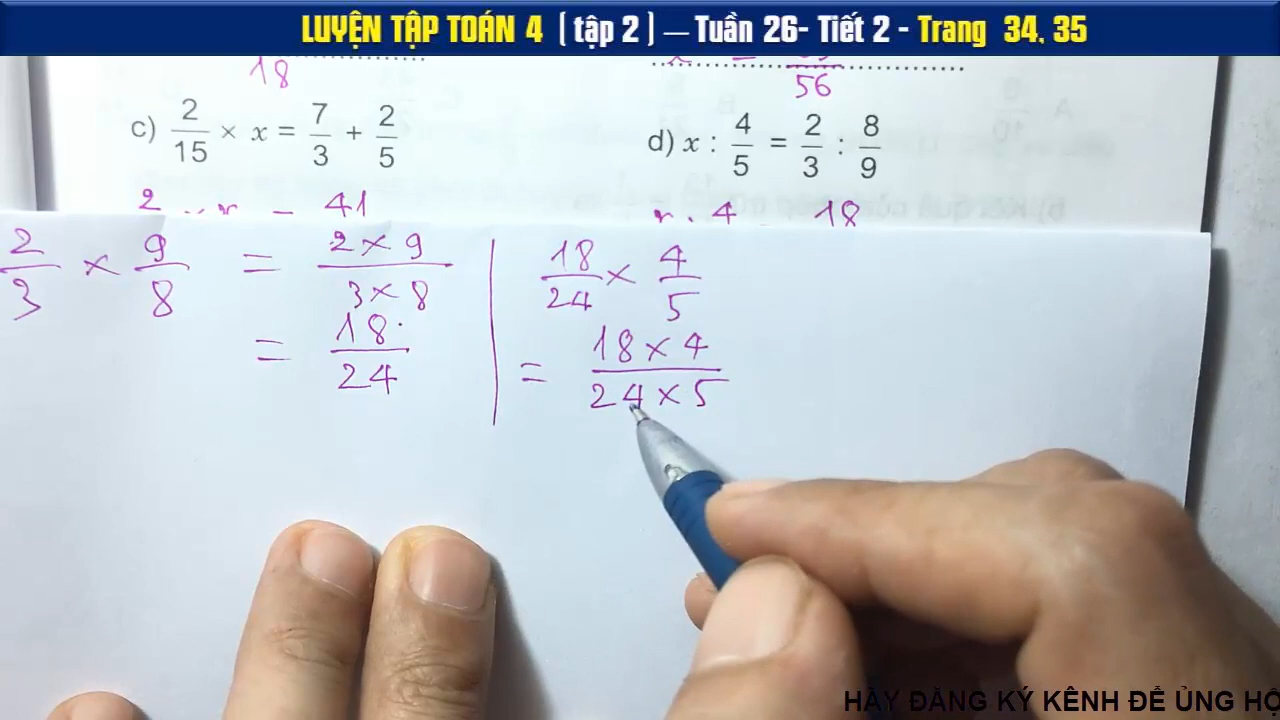 LUYỆN TẬP TOÁN 4 ( tập 2 ) — Tuần 26- Tiết 2 - Trang 34, 35
18
56
c) 2/15 × x = 7/3 + 2/5
d) x : 4/5 = 2/3 : 8/9
2 41
4 18
2/3 × 9/8 = 2 × 9/3 × 8
= 18/24
18/24 × 4/5
= 18 × 4/24 × 5
HÃY ĐĂNG KÝ KÊNH ĐỂ ỦNG HỘ